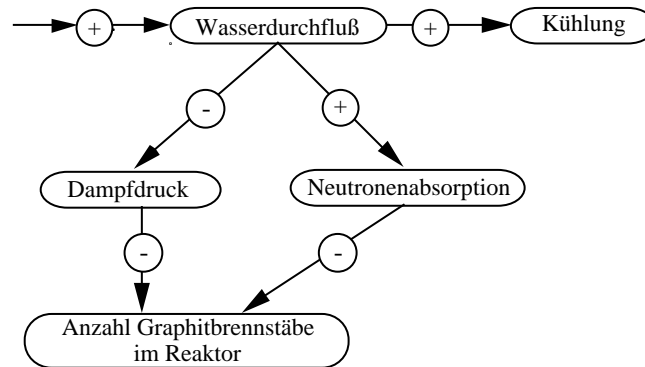 +
Wasserdurchfluß
+
Kühlung
-
+
Dampfdruck
Neutronenabsorption
-
-
Anzahl Graphitbrennstäbe
im Reaktor